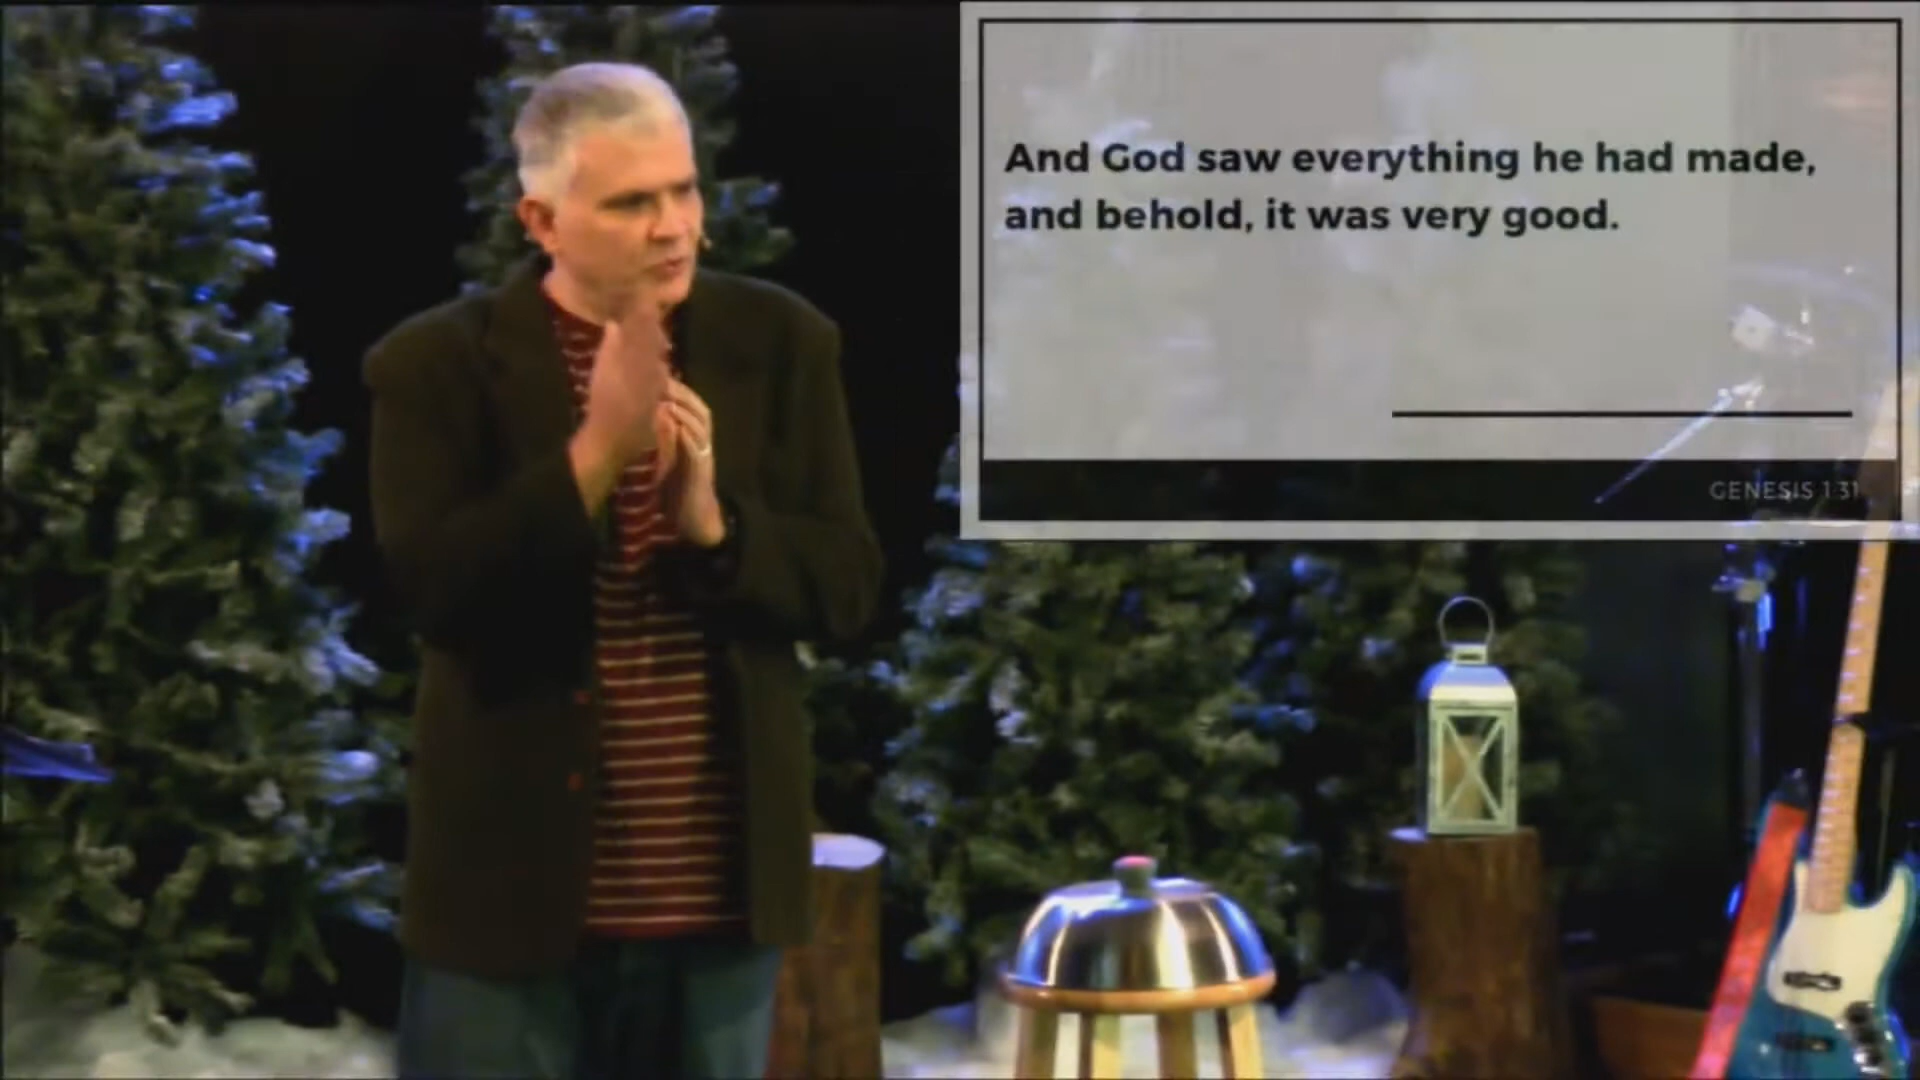 And God saw everything he had made,
and behold, it was very good.
GENESIS 1:31